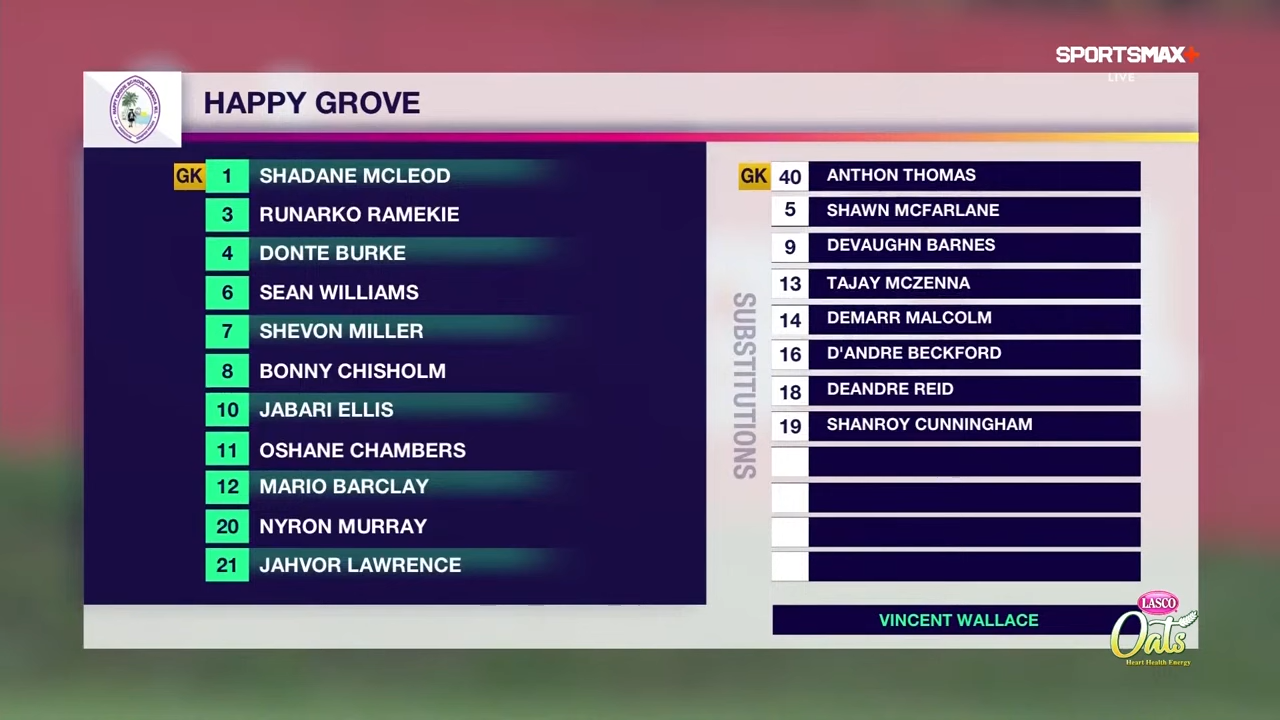 SPORTSMAX+
LIVE
HAPPY GROVE
GK 1 SHADANE MCLEOD
3 RUNARKO RAMEKIE
4 DONTE BURKE
6 SEAN WILLIAMS
7 SHEVON MILLER
8 BONNY CHISHOLM
10 JABARI ELLIS
11 OSHANE CHAMBERS
12 MARIO BARCLAY
20 NYRON MURRAY
21 JAHVOR LAWRENCE
SUBSTITUTIONS
GK 40 ANTHON THOMAS
5 SHAWN MCFARLANE
9 DEVAUGHN BARNES
13 TAJAY MCZENNA
14 DEMARR MALCOLM
16 D'ANDRE BECKFORD
18 DEANDRE REID
19 SHANROY CUNNINGHAM
VINCENT WALLACE
LASCO
Oats
Heart Health Energy